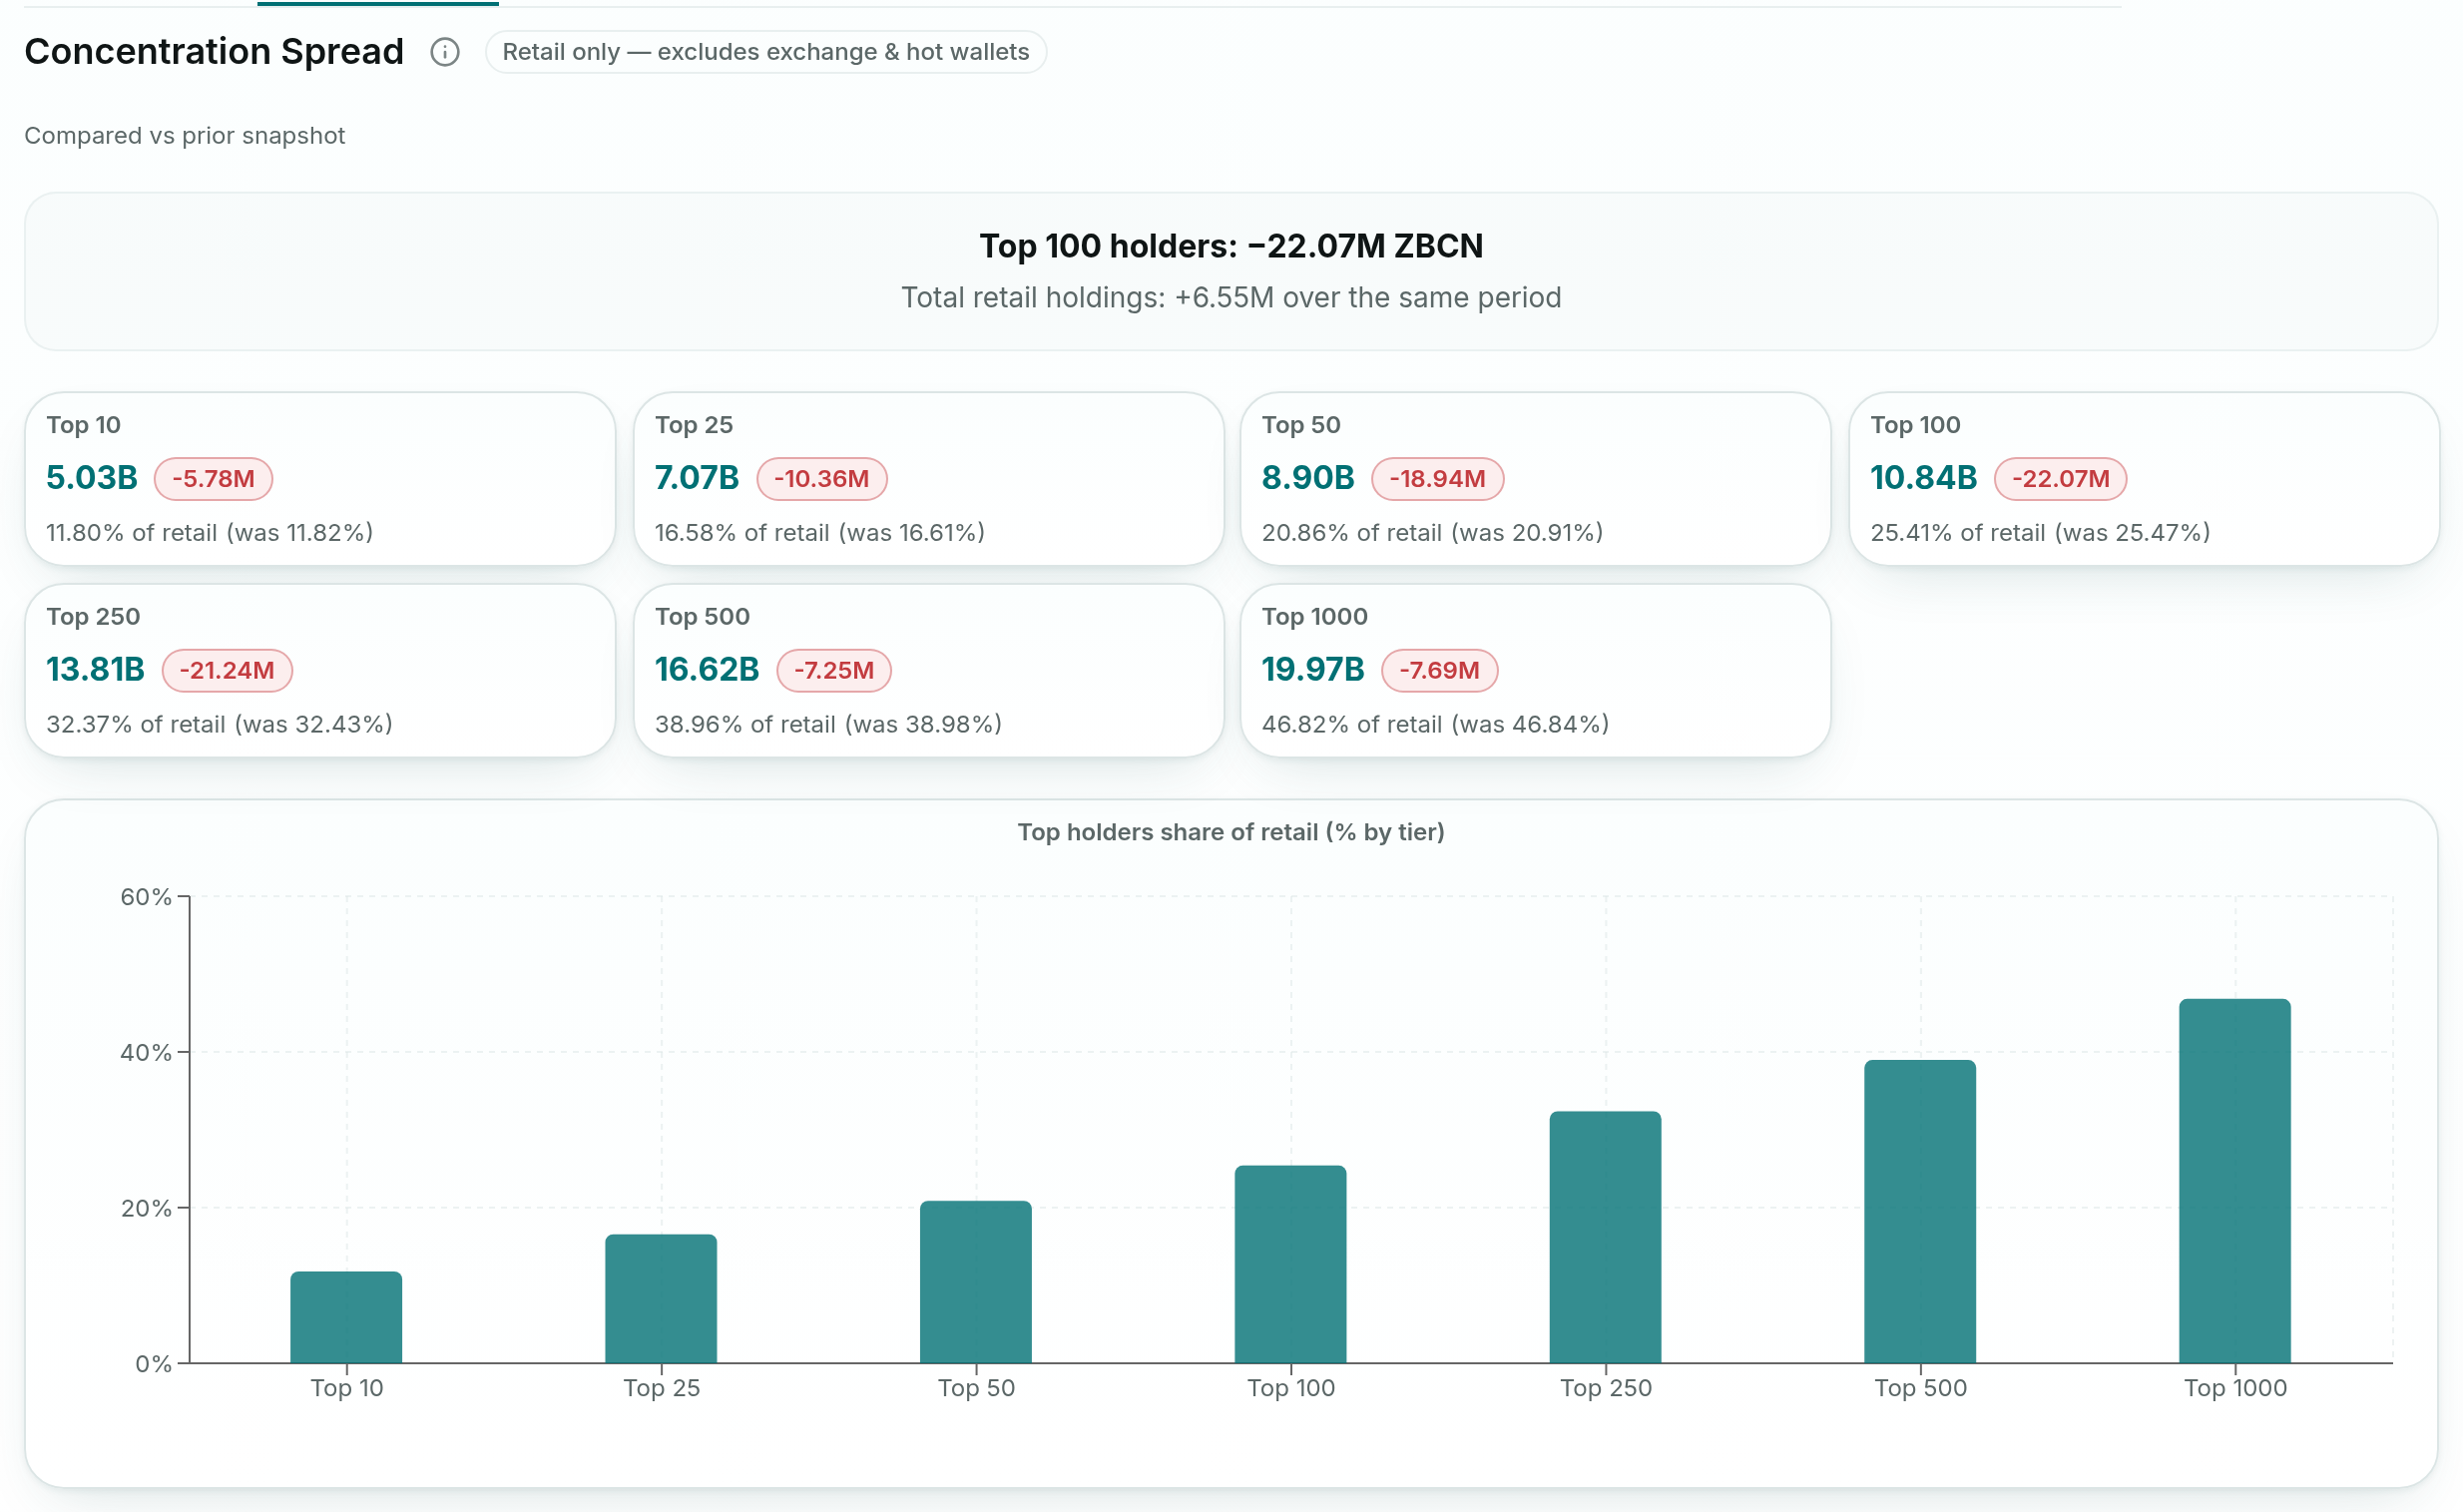 Concentration Spread
Retail only — excludes exchange & hot wallets
Compared vs prior snapshot
Top 100 holders: −22.07M ZBCN
Total retail holdings: +6.55M over the same period
Top 10
5.03B -5.78M
11.80% of retail (was 11.82%)
Top 25
7.07B -10.36M
16.58% of retail (was 16.61%)
Top 50
8.90B -18.94M
20.86% of retail (was 20.91%)
Top 100
10.84B -22.07M
25.41% of retail (was 25.47%)
Top 250
13.81B -21.24M
32.37% of retail (was 32.43%)
Top 500
16.62B -7.25M
38.96% of retail (was 38.98%)
Top 1000
19.97B -7.69M
46.82% of retail (was 46.84%)
Top holders share of retail (% by tier)
60%
40%
20%
0%
Top 10 Top 25 Top 50 Top 100 Top 250 Top 500 Top 1000